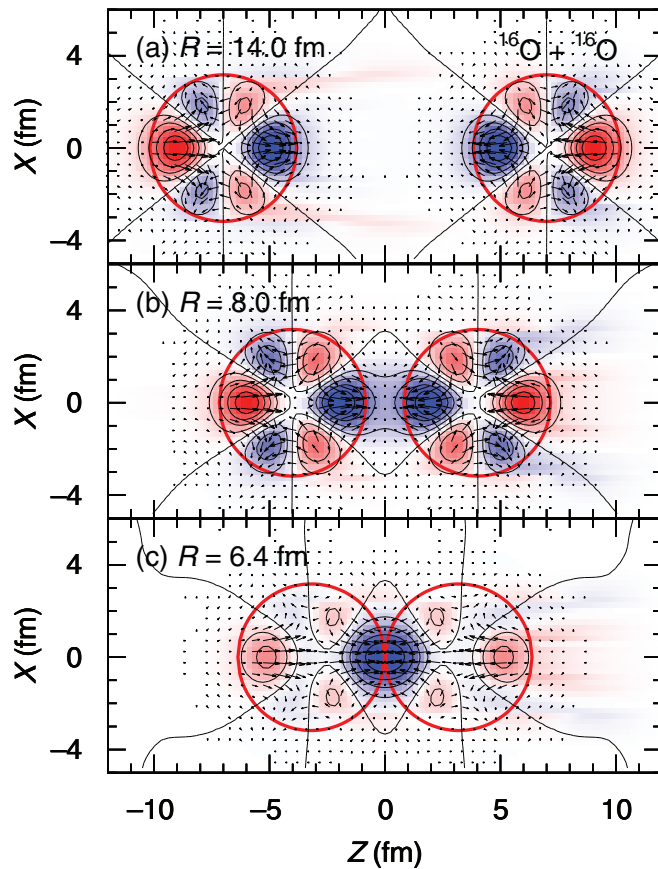 (a) R = 14.0 fm
¹⁶O + ¹⁶O
X (fm)
4
0
−4
(b) R = 8.0 fm
X (fm)
4
0
−4
(c) R = 6.4 fm
X (fm)
4
0
−4
−10 −5 0 5 10
Z (fm)